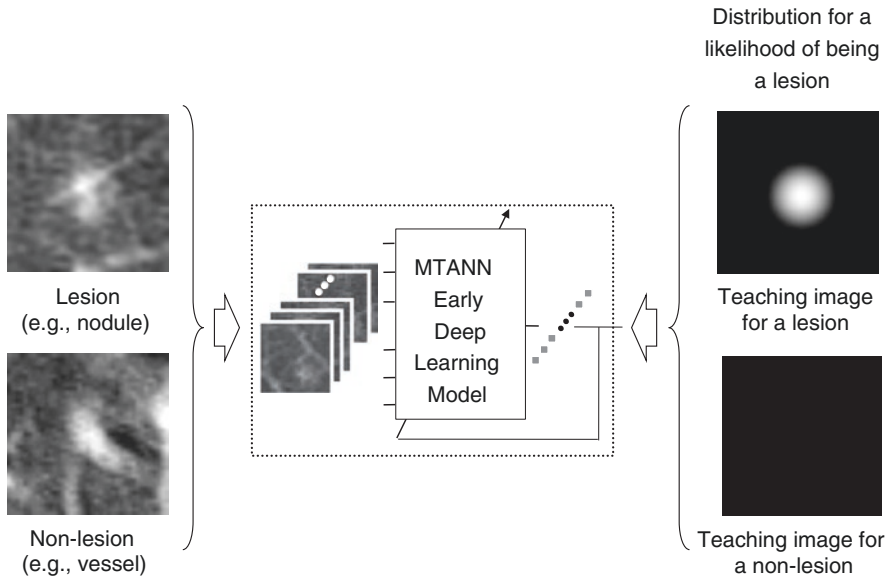 Distribution for a
likelihood of being
a lesion
Lesion
(e.g., nodule)
MTANN
Early
Deep
Learning
Model
Teaching image
for a lesion
Non-lesion
(e.g., vessel)
Teaching image for
a non-lesion